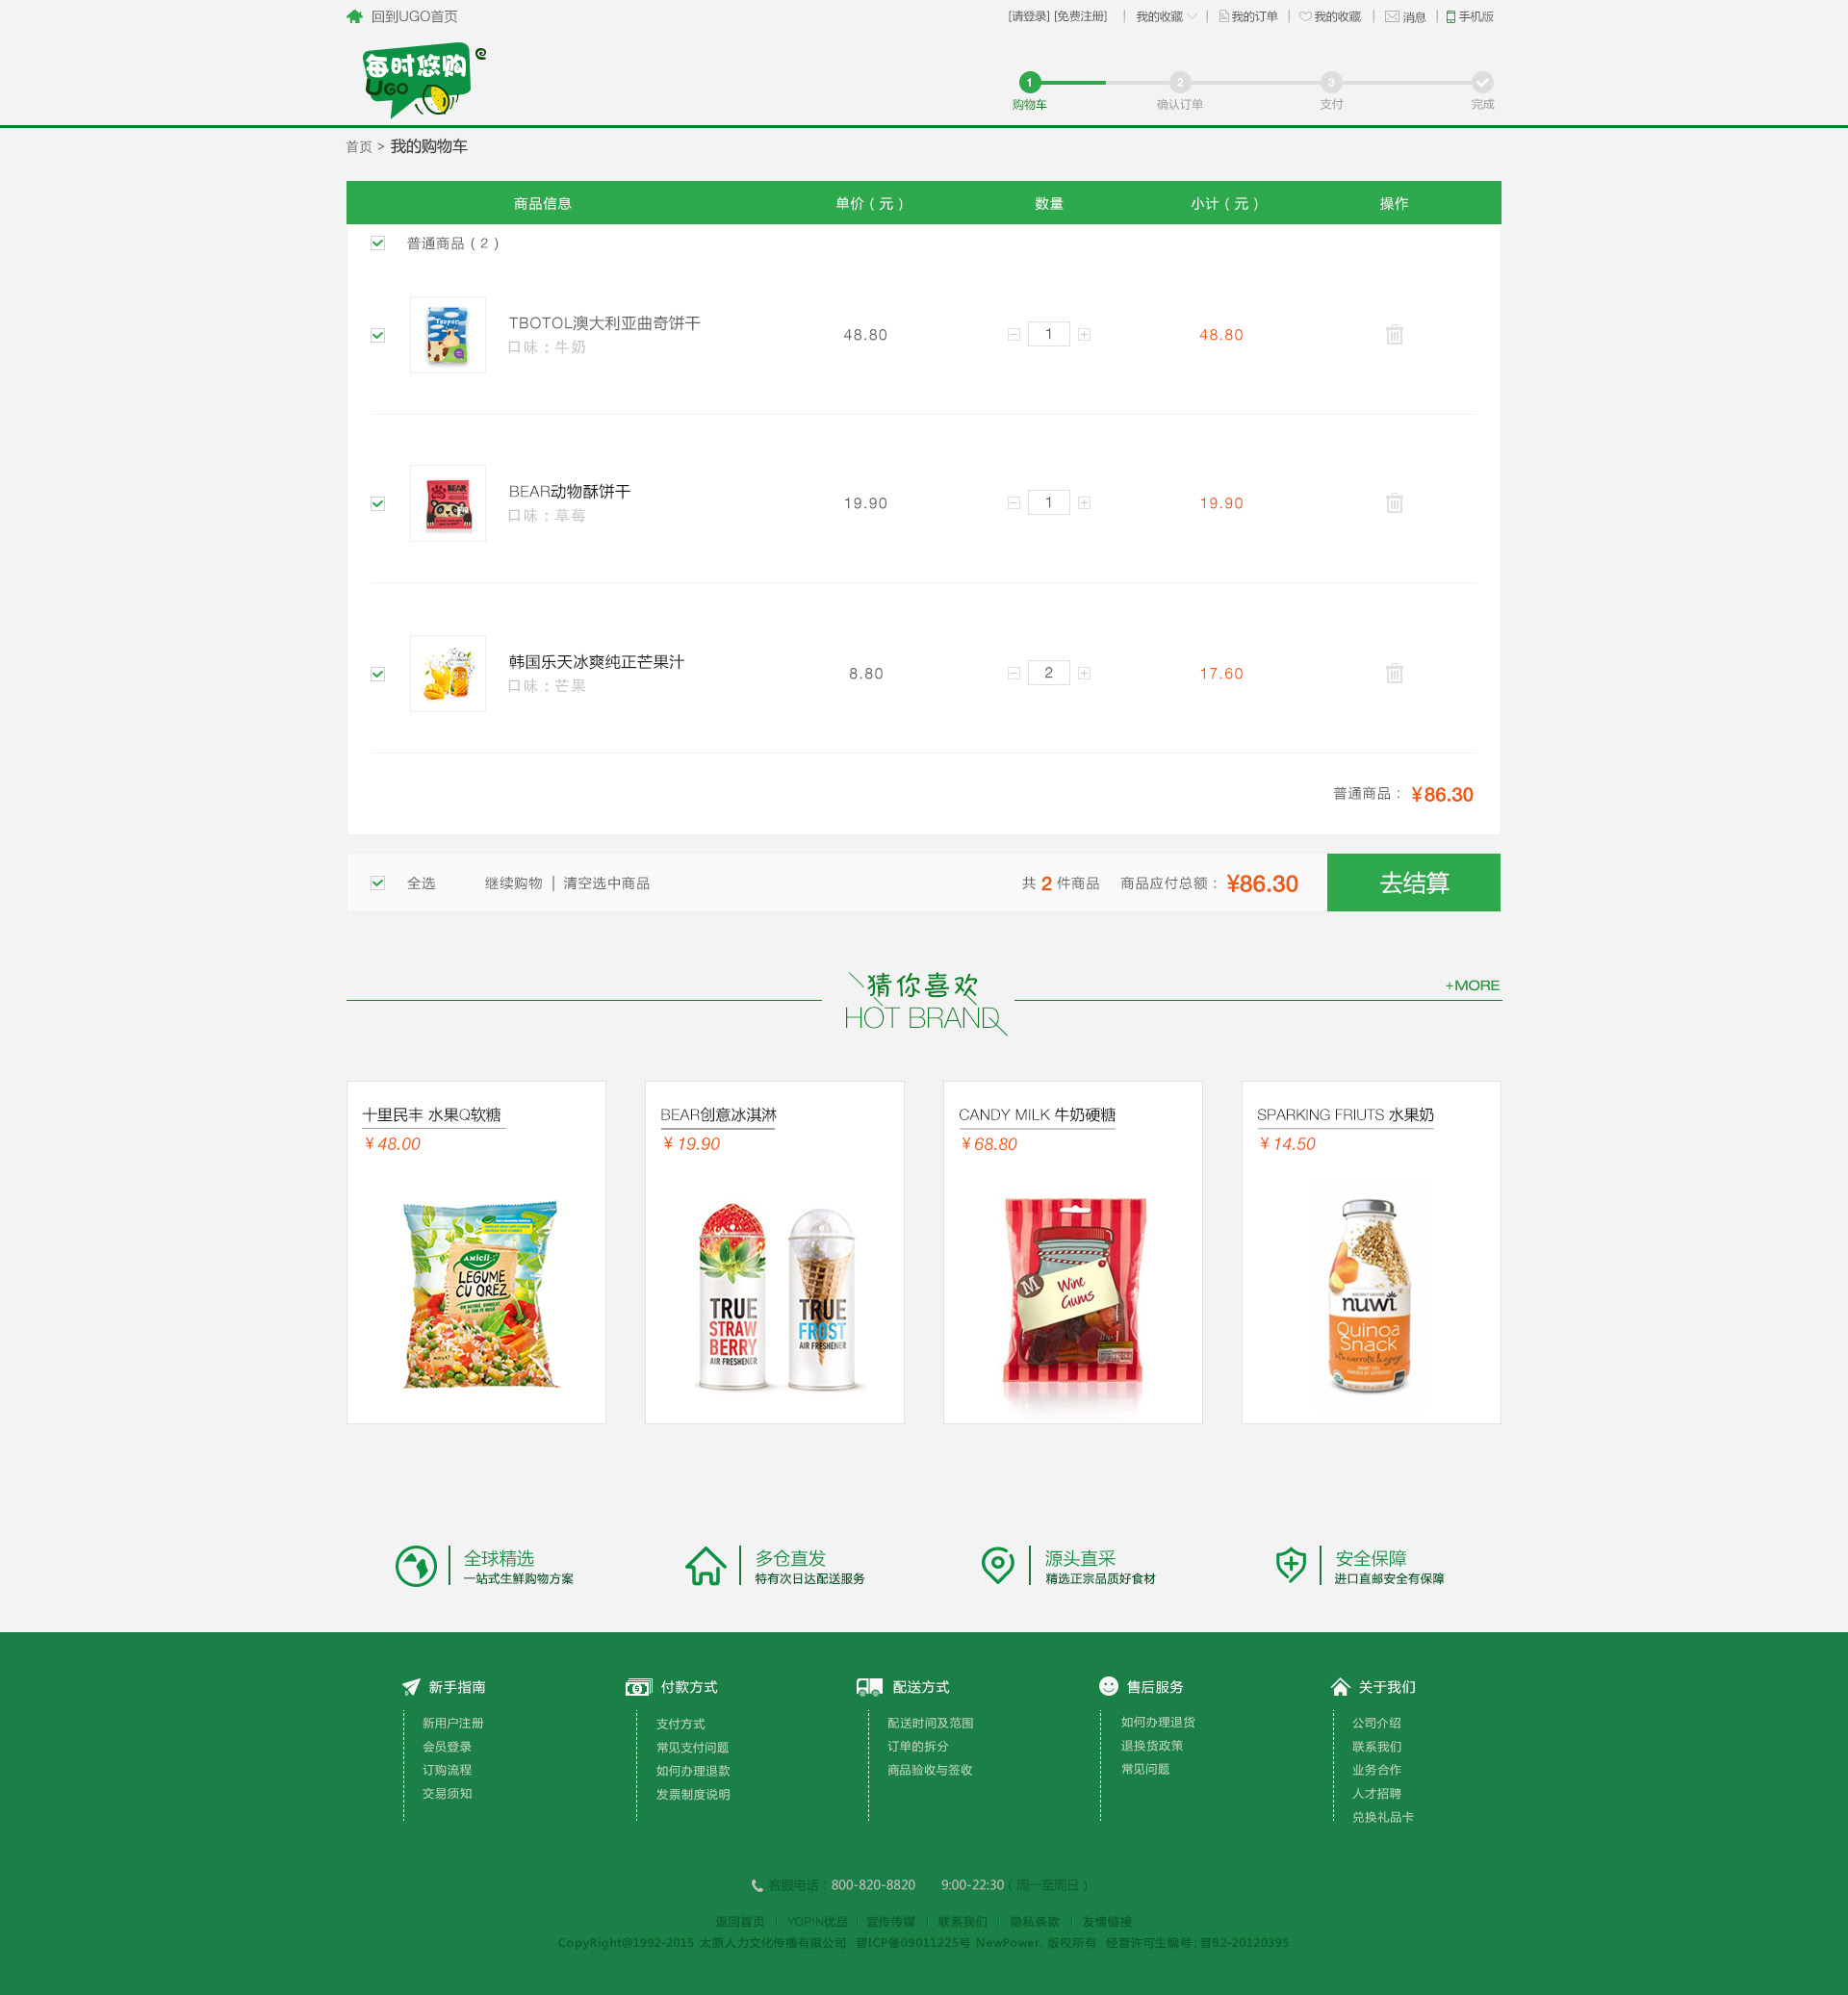 回到UGO首页
[请登录] [免费注册] | 我的收藏 | 我的订单 | 我的收藏 | 消息 | 手机版
每时悠购
UGO
1 2 3
购物车 确认订单 支付 完成
首页 > 我的购物车
商品信息 单价（元） 数量 小计（元） 操作
普通商品（2）
TBOTOL澳大利亚曲奇饼干
口味：牛奶
48.80 1 48.80
BEAR
BEAR动物酥饼干
口味：草莓
19.90 1 19.90
韩国乐天冰爽纯正芒果汁
口味：芒果
8.80 2 17.60
普通商品： ¥86.30
全选 继续购物 | 清空选中商品 共 2 件商品 商品应付总额： ¥86.30 去结算
猜你喜欢
HOT BRAND
+MORE
十里民丰 水果Q软糖
¥48.00
AMICII
LEGUME
CU OREZ
BEAR创意冰淇淋
¥19.90
TRUE
STRAW
BERRY
AIR FRESHENER
TRUE
FROST
AIR FRESHENER
CANDY MILK 牛奶硬糖
¥68.80
M
Wine
Gums
SPARKING FRIUTS 水果奶
¥14.50
nuwi
Quinoa
Snack
with carrots & mango
全球精选
一站式生鲜购物方案
多仓直发
特有次日达配送服务
源头直采
精选正宗品质好食材
安全保障
进口直邮安全有保障
新手指南
新用户注册
会员登录
订购流程
交易须知
付款方式
支付方式
常见支付问题
如何办理退款
发票制度说明
配送方式
配送时间及范围
订单的拆分
商品验收与签收
售后服务
如何办理退货
退换货政策
常见问题
关于我们
公司介绍
联系我们
业务合作
人才招聘
兑换礼品卡
客服电话：800-820-8820 9:00-22:30（周一至周日）
返回首页 | YOPIN优品 | 宣传传媒 | 联系我们 | 隐私条款 | 友情链接
CopyRight@1992-2015 太原人力文化传播有限公司 晋ICP备09011225号 NewPower. 版权所有 经营许可生编号：晋B2-20120395